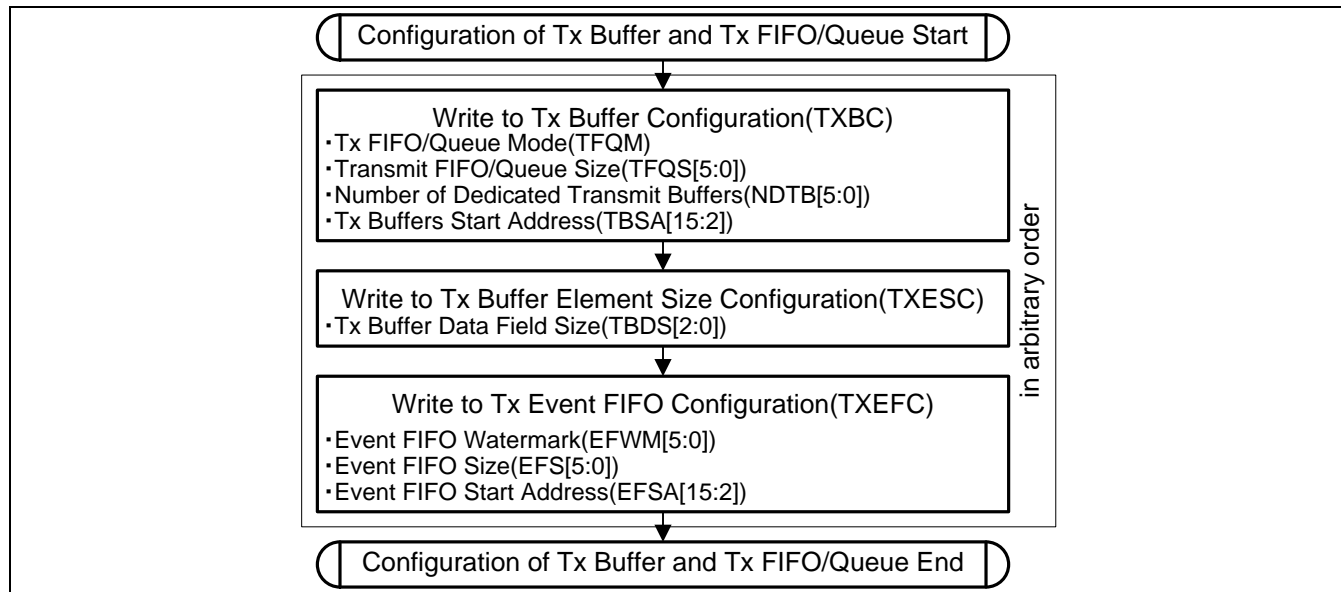 Configuration of Tx Buffer and Tx FIFO/Queue Start
Write to Tx Buffer Configuration(TXBC)
・Tx FIFO/Queue Mode(TFQM)
・Transmit FIFO/Queue Size(TFQS[5:0])
・Number of Dedicated Transmit Buffers(NDTB[5:0])
・Tx Buffers Start Address(TBSA[15:2])
Write to Tx Buffer Element Size Configuration(TXESC)
・Tx Buffer Data Field Size(TBDS[2:0])
Write to Tx Event FIFO Configuration(TXEFC)
・Event FIFO Watermark(EFWM[5:0])
・Event FIFO Size(EFS[5:0])
・Event FIFO Start Address(EFSA[15:2])
in arbitrary order
Configuration of Tx Buffer and Tx FIFO/Queue End